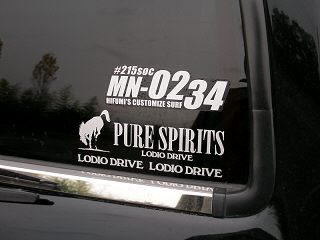 #215soc
MN-0234
HIFUMI'S CUSTOMIZE SURF
PURE SPIRITS
LODIO DRIVE
LODIO DRIVE LODIO DRIVE